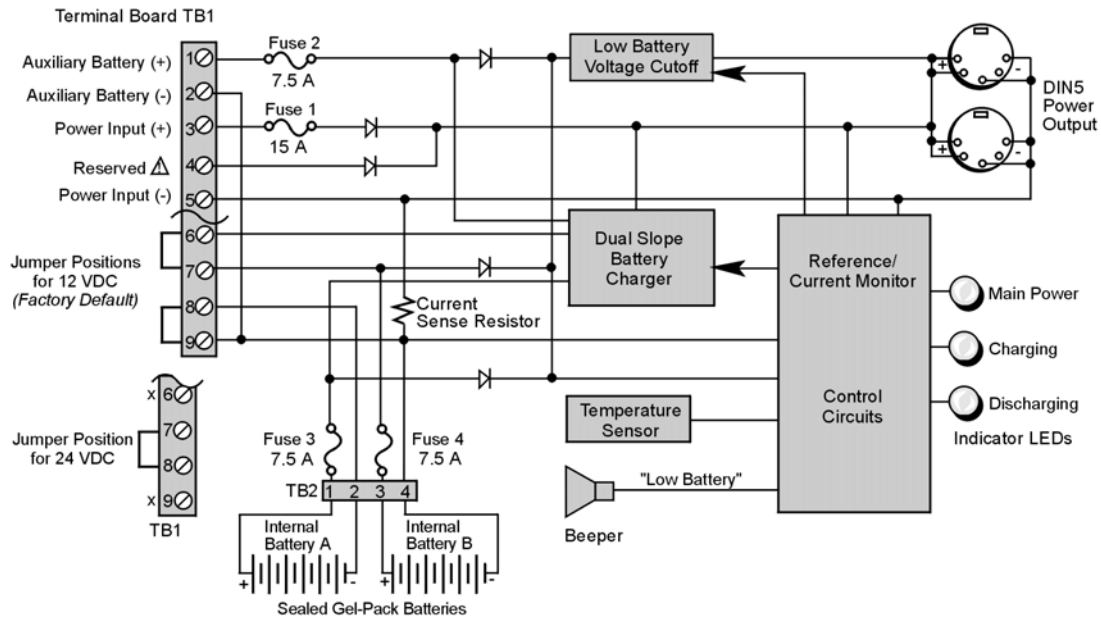 Terminal Board TB1
Auxiliary Battery (+)
Auxiliary Battery (-)
Power Input (+)
Reserved ⚠
Power Input (-)
Jumper Positions
for 12 VDC
(Factory Default)
1
2
3
4
5
6
7
8
9
Fuse 2
7.5 A
Fuse 1
15 A
Low Battery
Voltage Cutoff
+
-
+
-
DIN5
Power
Output
Dual Slope
Battery
Charger
Reference/
Current Monitor
Control
Circuits
Main Power
Charging
Discharging
Indicator LEDs
Current
Sense Resistor
Temperature
Sensor
"Low Battery"
Beeper
Jumper Position
for 24 VDC
x 6
7
8
x 9
TB1
Fuse 3
7.5 A
Fuse 4
7.5 A
TB2 1 2 3 4
Internal
Battery A
Internal
Battery B
+ - + -
Sealed Gel-Pack Batteries